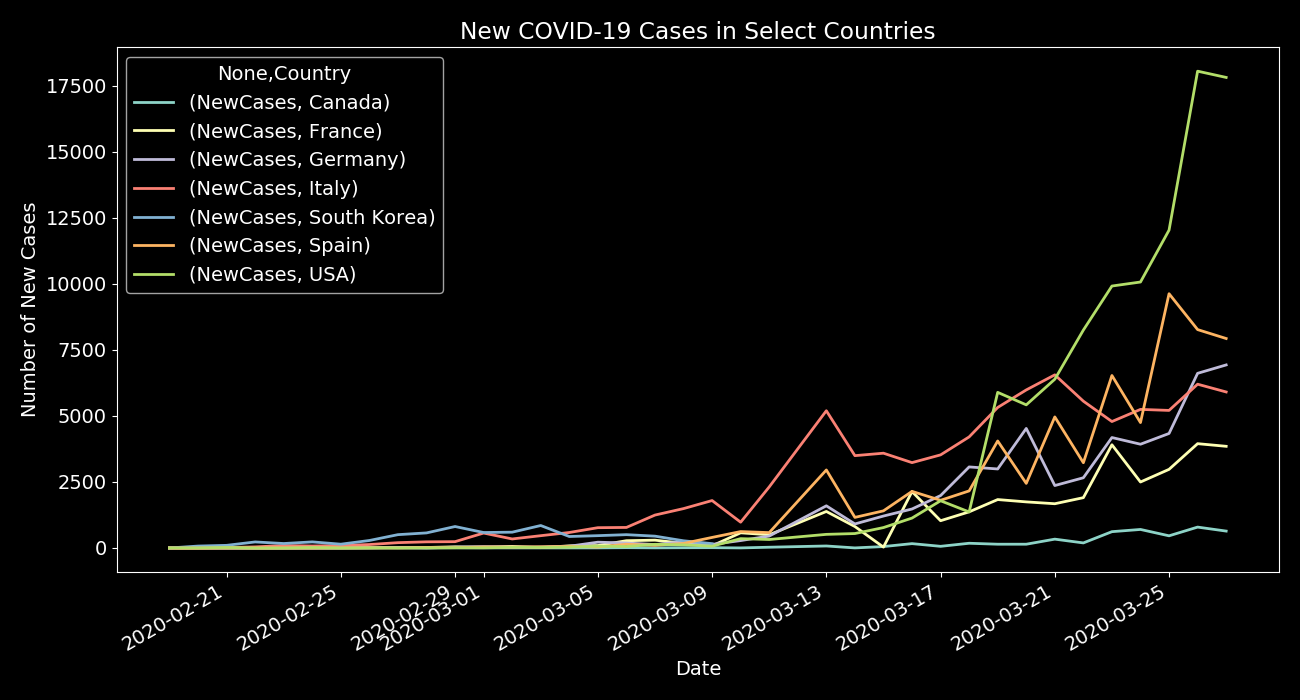 New COVID-19 Cases in Select Countries
None,Country
(NewCases, Canada)
(NewCases, France)
(NewCases, Germany)
(NewCases, Italy)
(NewCases, South Korea)
(NewCases, Spain)
(NewCases, USA)
Number of New Cases
17500
15000
12500
10000
7500
5000
2500
0
2020-02-21
2020-02-25
2020-02-29
2020-03-01
2020-03-05
2020-03-09
2020-03-13
2020-03-17
2020-03-21
2020-03-25
Date